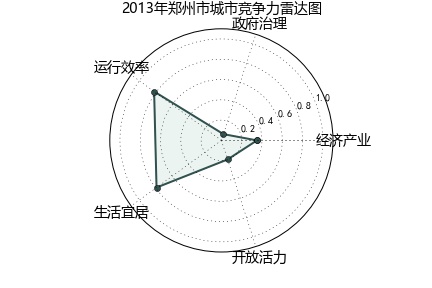 2013年郑州市城市竞争力雷达图
政府治理
运行效率
1.0
0.8
0.6
0.4
0.2
经济产业
生活宜居
开放活力